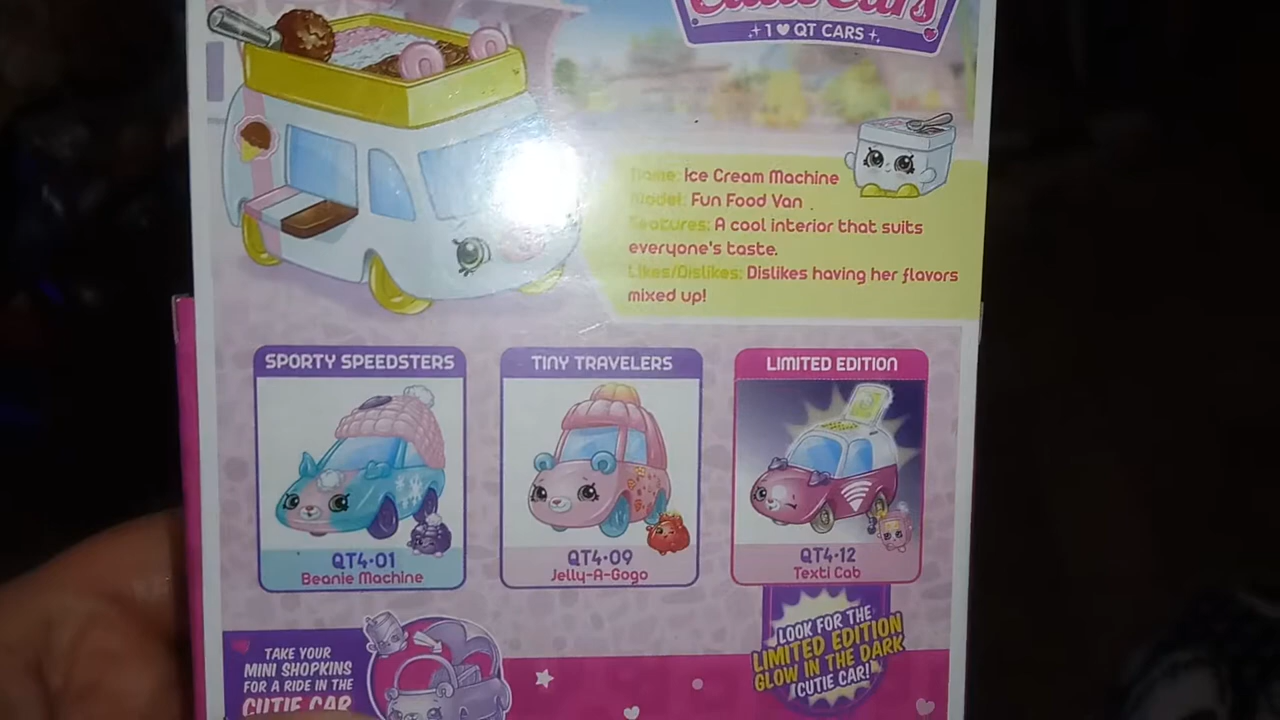 Cutie Cars
1 ♥ QT CARS
Name: Ice Cream Machine
Model: Fun Food Van
Features: A cool interior that suits
everyone's taste.
Likes/Dislikes: Dislikes having her flavors
mixed up!
SPORTY SPEEDSTERS
QT4•01
Beanie Machine
TINY TRAVELERS
QT4•09
Jelly-A-Gogo
LIMITED EDITION
QT4•12
Texti Cab
TAKE YOUR
MINI SHOPKINS
FOR A RIDE IN THE
CUTIE CAR
LOOK FOR THE
LIMITED EDITION
GLOW IN THE DARK
CUTIE CAR!